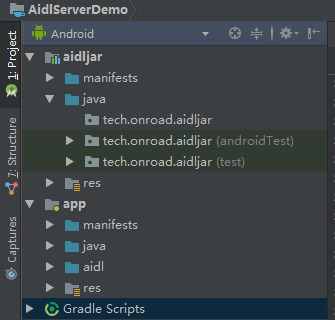 AidlServerDemo
1: Project
7: Structure
Captures
Android
aidljar
manifests
java
tech.onroad.aidljar
tech.onroad.aidljar (androidTest)
tech.onroad.aidljar (test)
res
app
manifests
java
aidl
res
Gradle Scripts